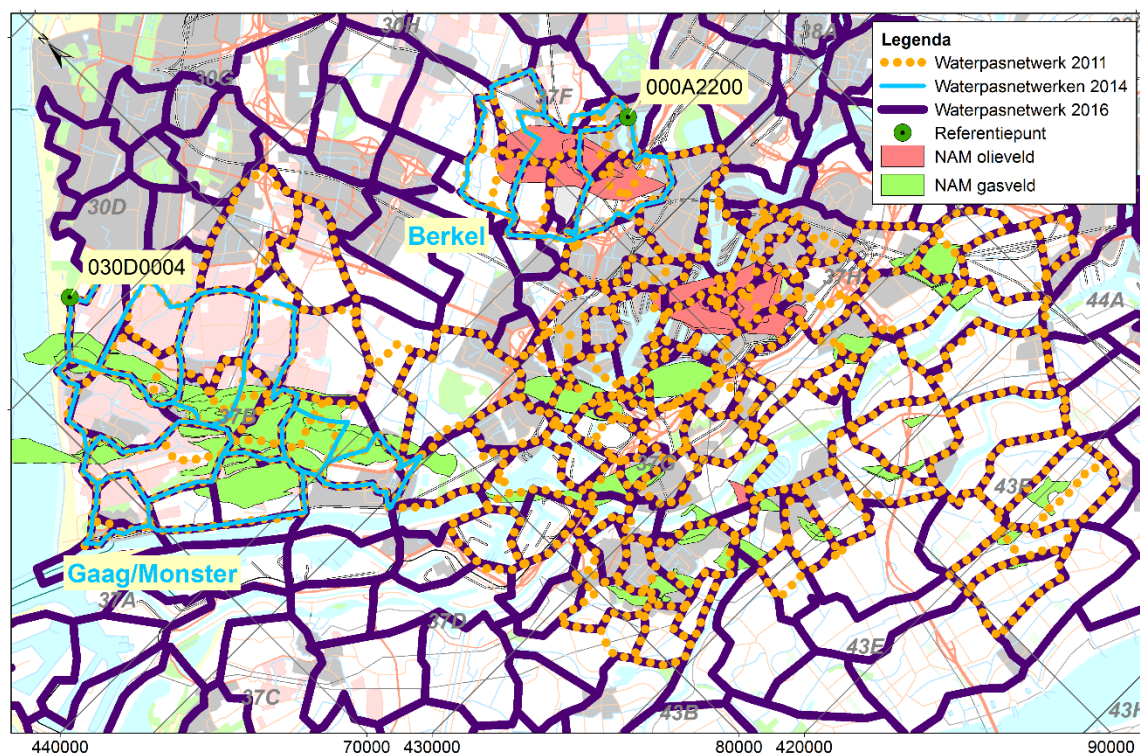 30H
38A
Legenda
Waterpasnetwerk 2011
Waterpasnetwerken 2014
Waterpasnetwerk 2016
Referentiepunt
NAM olieveld
NAM gasveld
30G
37F
000A2200
30D
Berkel
030D0004
37H
44A
37B
37G
43F
Gaag/Monster
37A
37D
43E
37C
43B
43H
440000
70000
430000
80000
420000
90000